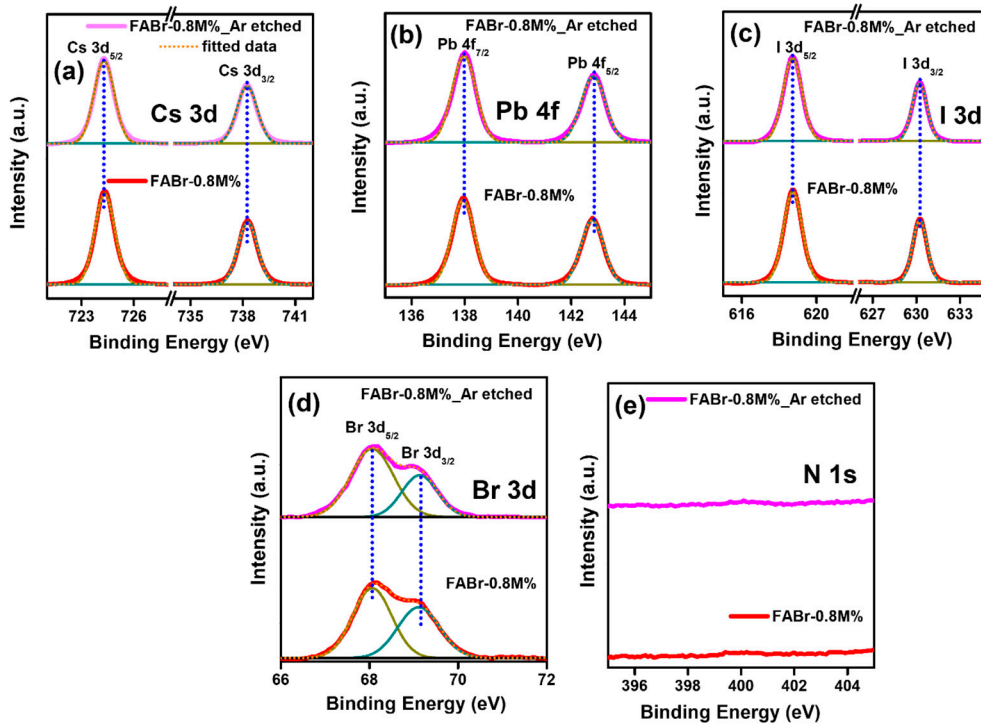 FABr-0.8M%_Ar etched
fitted data
Cs 3d5/2
Cs 3d3/2
(a)
Cs 3d
FABr-0.8M%
Intensity (a.u.)
723 726 735 738 741
Binding Energy (eV)
FABr-0.8M%_Ar etched
(b)
Pb 4f7/2
Pb 4f5/2
Pb 4f
FABr-0.8M%
Intensity (a.u.)
136 138 140 142 144
Binding Energy (eV)
FABr-0.8M%_Ar etched
(c)
I 3d5/2
I 3d3/2
I 3d
FABr-0.8M%
Intensity (a.u.)
616 620 627 630 633
Binding Energy (eV)
(d)
FABr-0.8M%_Ar etched
Br 3d5/2
Br 3d3/2
Br 3d
FABr-0.8M%
Intensity (a.u.)
66 68 70 72
Binding Energy (eV)
(e)
FABr-0.8M%_Ar etched
N 1s
FABr-0.8M%
Intensity (a.u.)
396 398 400 402 404
Binding Energy (eV)